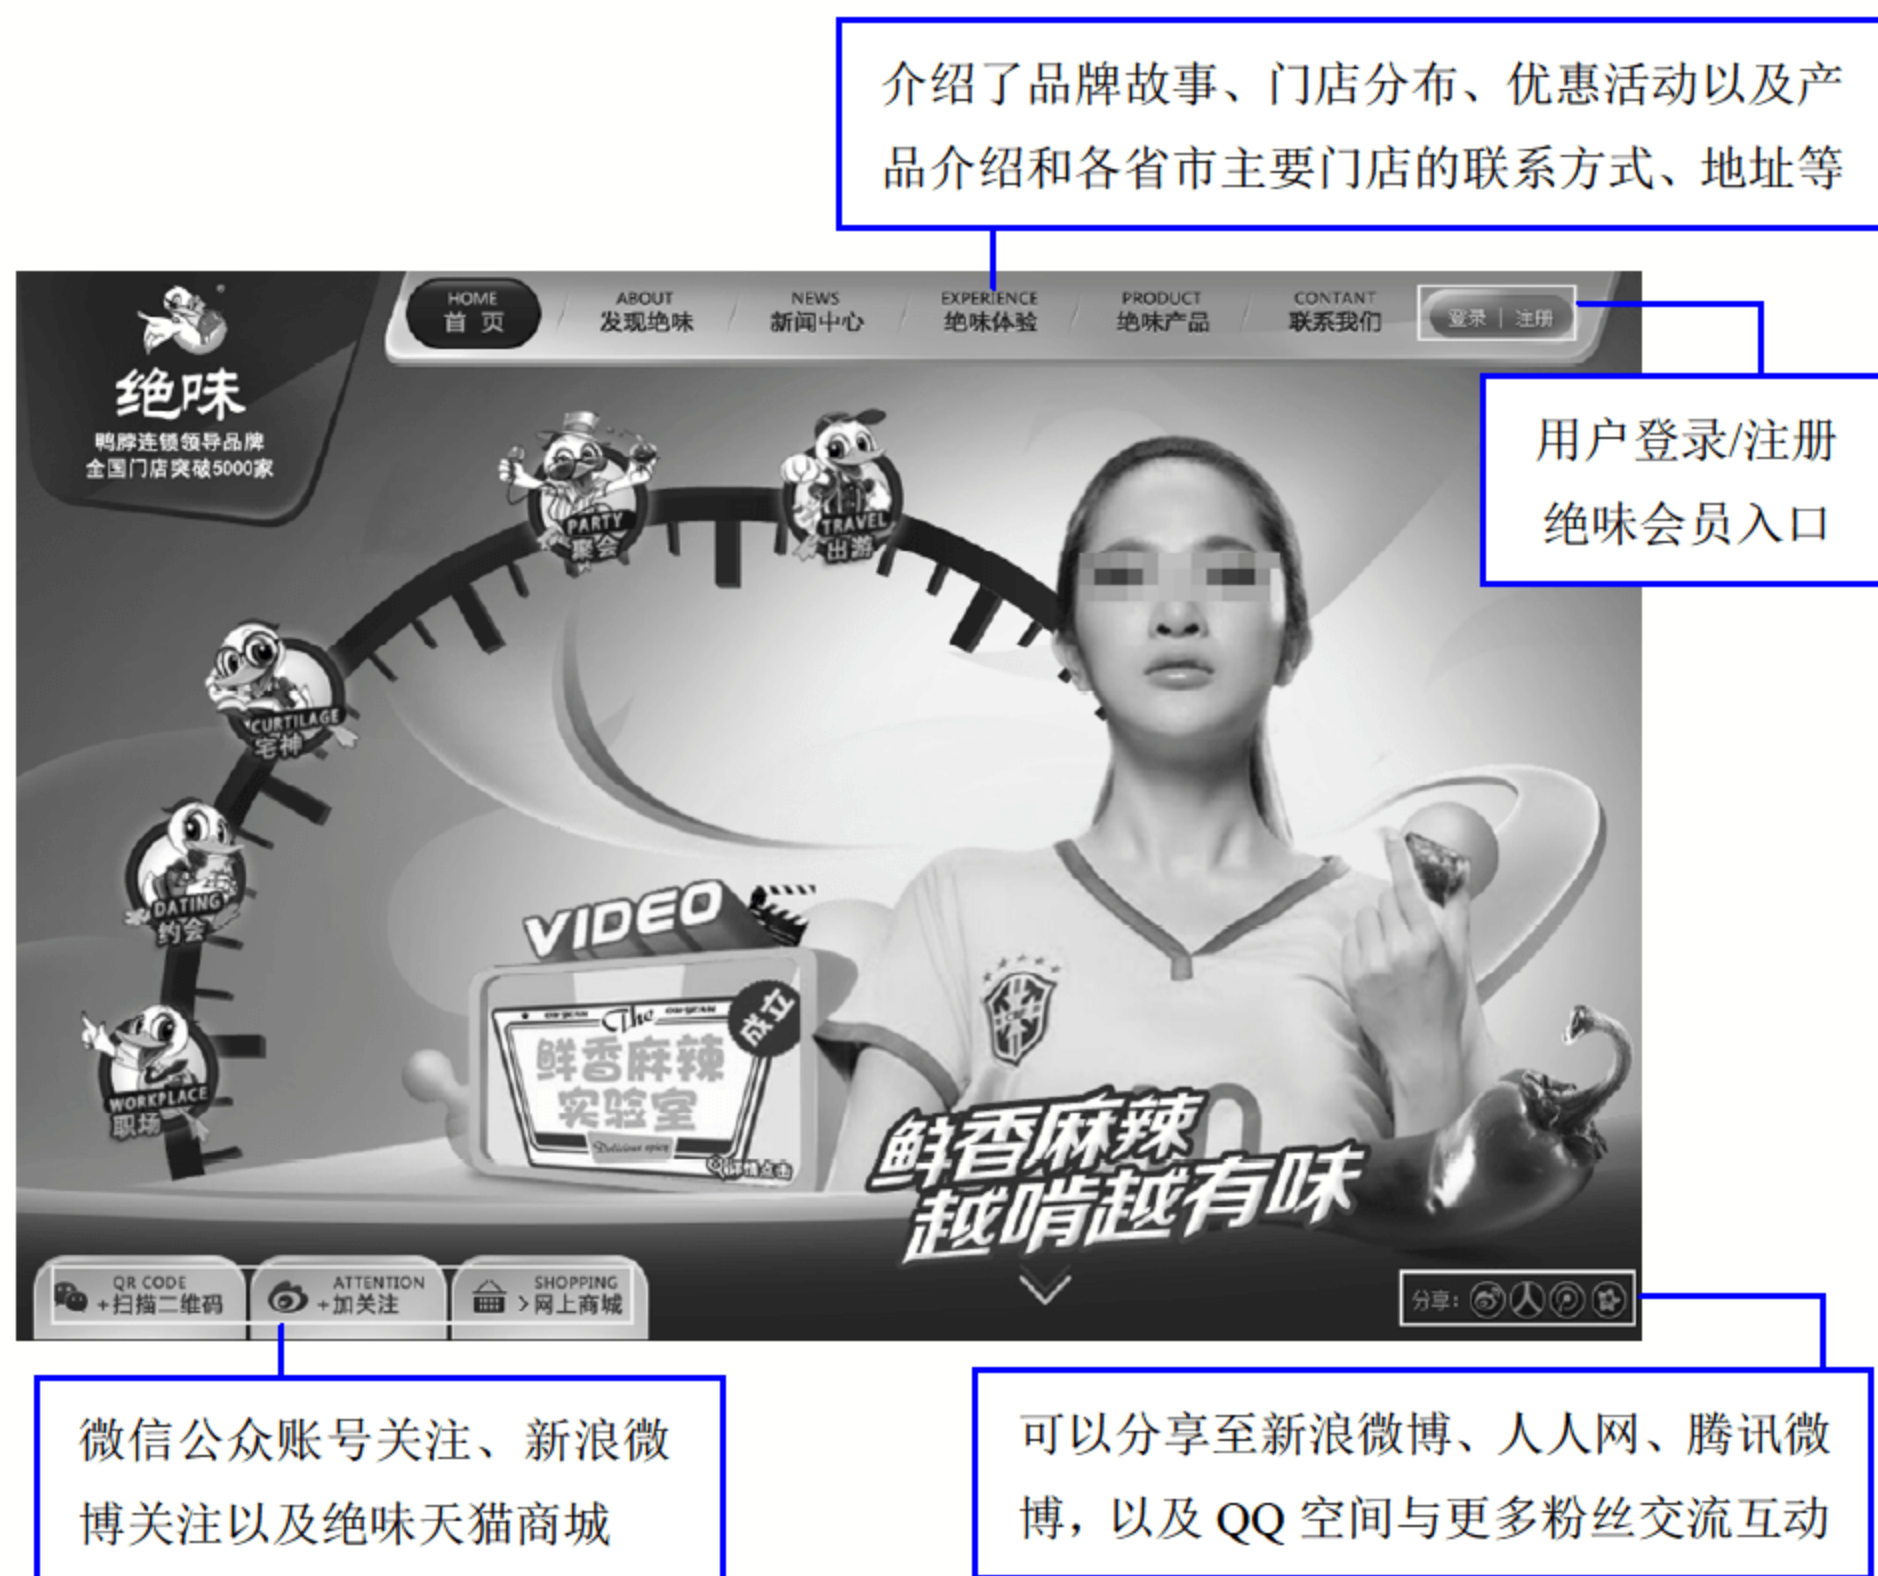 介绍了品牌故事、门店分布、优惠活动以及产
品介绍和各省市主要门店的联系方式、地址等
HOME
首 页
ABOUT
发现绝味
NEWS
新闻中心
EXPERIENCE
绝味体验
PRODUCT
绝味产品
CONTANT
联系我们
登录 | 注册
绝味
鸭脖连锁领导品牌
全国门店突破5000家
用户登录/注册
绝味会员入口
PARTY
聚会
TRAVEL
出游
CURTILAGE
宅神
DATING
约会
WORKPLACE
职场
VIDEO
成立
The
鲜香麻辣
实验室
Delicious spicy
详情点击
鲜香麻辣
越啃越有味
QR CODE
+扫描二维码
ATTENTION
+加关注
SHOPPING
>网上商城
分享:
微信公众账号关注、新浪微
博关注以及绝味天猫商城
可以分享至新浪微博、人人网、腾讯微
博，以及 QQ 空间与更多粉丝交流互动